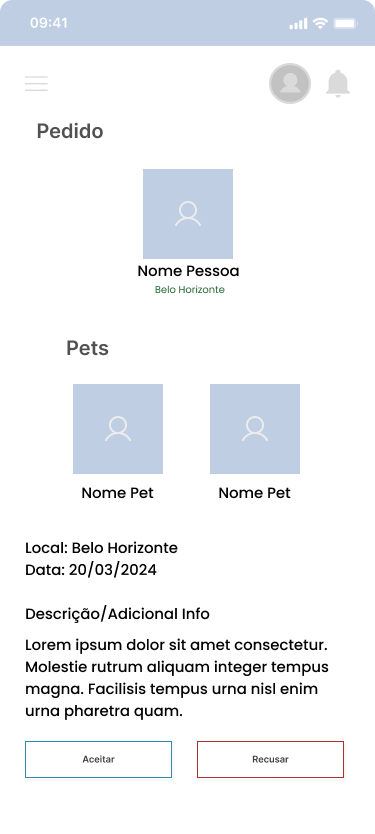 09:41
Pedido
Nome Pessoa
Belo Horizonte
Pets
Nome Pet Nome Pet
Local: Belo Horizonte
Data: 20/03/2024
Descrição/Adicional Info
Lorem ipsum dolor sit amet consectetur.
Molestie rutrum aliquam integer tempus
magna. Facilisis tempus urna nisl enim
urna pharetra quam.
Aceitar Recusar